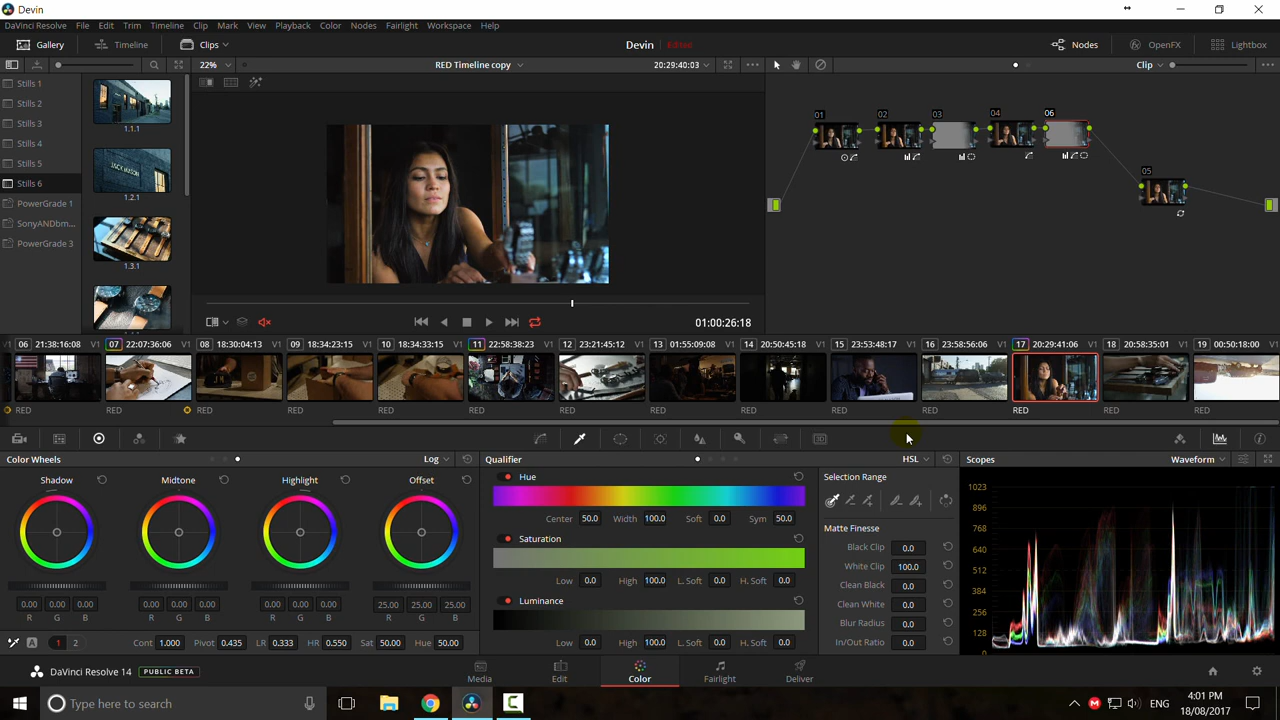 Devin
DaVinci Resolve File Edit Trim Timeline Clip Mark View Playback Color Nodes Fairlight Workspace Help
Gallery Timeline Clips Devin Edited Nodes OpenFX Lightbox
22% RED Timeline copy 20:29:40:03 Clip
Stills 1
Stills 2
Stills 3
Stills 4
Stills 5
Stills 6
PowerGrade 1
SonyANDbm...
PowerGrade 3
1.1.1
JACK MASON
1.2.1
1.3.1
01 02 03 04 06
05
01:00:26:18
V1 06 21:38:16:08 V1 07 22:07:36:06 V1 08 18:30:04:13 V1 09 18:34:23:15 V1 10 18:34:33:15 V1 11 22:58:38:23 V1 12 23:21:45:12 V1 13 01:55:09:08 V1 14 20:50:45:18 V1 15 23:53:48:17 V1 16 23:58:56:06 V1 17 20:29:41:06 V1 18 20:58:35:01 V1 19 00:50:18:00 V1
RED RED RED RED RED RED RED RED RED RED RED RED RED RED
3D
Color Wheels Log Qualifier HSL Scopes Waveform
Shadow Midtone Highlight Offset
0.00 0.00 0.00 0.00 0.00 0.00 0.00 0.00 0.00 25.00 25.00 25.00
R G B R G B R G B R G B
A 1 2 Cont 1.000 Pivot 0.435 LR 0.333 HR 0.550 Sat 50.00 Hue 50.00
Hue
Center 50.0 Width 100.0 Soft 0.0 Sym 50.0
Saturation
Low 0.0 High 100.0 L. Soft 0.0 H. Soft 0.0
Luminance
Low 0.0 High 100.0 L. Soft 0.0 H. Soft 0.0
Selection Range
Matte Finesse
Black Clip 0.0
White Clip 100.0
Clean Black 0.0
Clean White 0.0
Blur Radius 0.0
In/Out Ratio 0.0
1023
896
768
640
512
384
256
128
0
DaVinci Resolve 14 PUBLIC BETA
Media Edit Color Fairlight Deliver
Type here to search
ENG
4:01 PM
18/08/2017